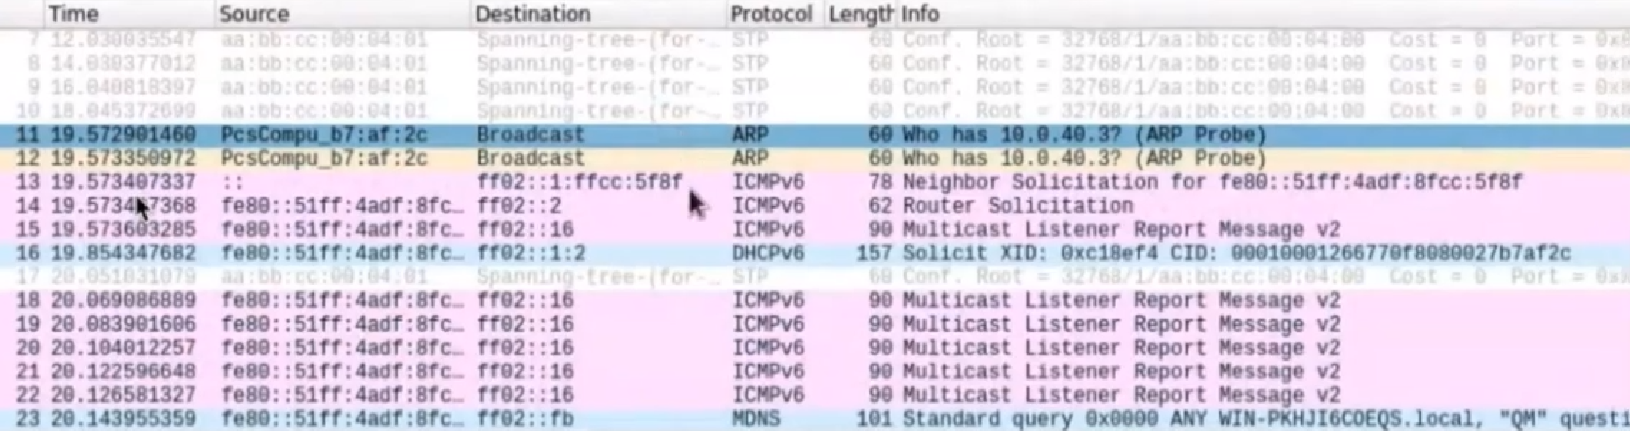 Time Source Destination Protocol Length Info
7 12.030035547 aa:bb:cc:00:04:01 Spanning-tree-(for-… STP 60 Conf. Root = 32768/1/aa:bb:cc:00:04:00 Cost = 0 Port = 0x8
8 14.030377012 aa:bb:cc:00:04:01 Spanning-tree-(for-… STP 60 Conf. Root = 32768/1/aa:bb:cc:00:04:00 Cost = 0 Port = 0x8
9 16.040818397 aa:bb:cc:00:04:01 Spanning-tree-(for-… STP 60 Conf. Root = 32768/1/aa:bb:cc:00:04:00 Cost = 0 Port = 0x8
10 18.045372699 aa:bb:cc:00:04:01 Spanning-tree-(for-… STP 60 Conf. Root = 32768/1/aa:bb:cc:00:04:00 Cost = 0 Port = 0x8
11 19.572901460 PcsCompu_b7:af:2c Broadcast ARP 60 Who has 10.0.40.3? (ARP Probe)
12 19.573350972 PcsCompu_b7:af:2c Broadcast ARP 60 Who has 10.0.40.3? (ARP Probe)
13 19.573407337 :: ff02::1:ffcc:5f8f ICMPv6 78 Neighbor Solicitation for fe80::51ff:4adf:8fcc:5f8f
14 fe80::51ff:4adf:8fc… ff02::2 ICMPv6 62 Router Solicitation
15 19.573603285 fe80::51ff:4adf:8fc… ff02::16 ICMPv6 90 Multicast Listener Report Message v2
16 19.854347682 fe80::51ff:4adf:8fc… ff02::1:2 DHCPv6 157 Solicit XID: 0xc18ef4 CID: 00010001266770f8080027b7af2c
17 20.051031079 aa:bb:cc:00:04:01 Spanning-tree-(for-… STP 60 Conf. Root = 32768/1/aa:bb:cc:00:04:00 Cost = 0 Port = 0x8
18 20.069086889 fe80::51ff:4adf:8fc… ff02::16 ICMPv6 90 Multicast Listener Report Message v2
19 20.083901606 fe80::51ff:4adf:8fc… ff02::16 ICMPv6 90 Multicast Listener Report Message v2
20 20.104012257 fe80::51ff:4adf:8fc… ff02::16 ICMPv6 90 Multicast Listener Report Message v2
21 20.122596648 fe80::51ff:4adf:8fc… ff02::16 ICMPv6 90 Multicast Listener Report Message v2
22 20.126581327 fe80::51ff:4adf:8fc… ff02::16 ICMPv6 90 Multicast Listener Report Message v2
23 20.143955359 fe80::51ff:4adf:8fc… ff02::fb MDNS 101 Standard query 0x0000 ANY WIN-PKHJI6COEQS.local, "QM" questi